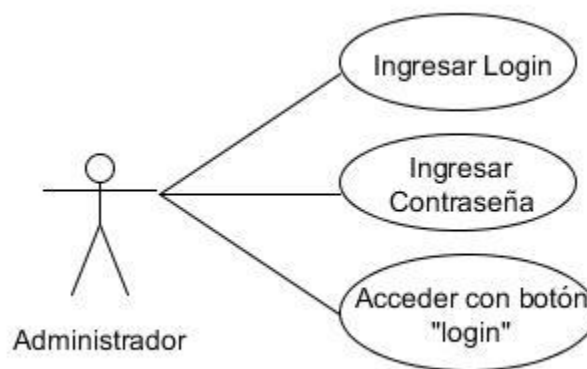 Ingresar Login
Ingresar
Contraseña
Acceder con botón
"login"
Administrador